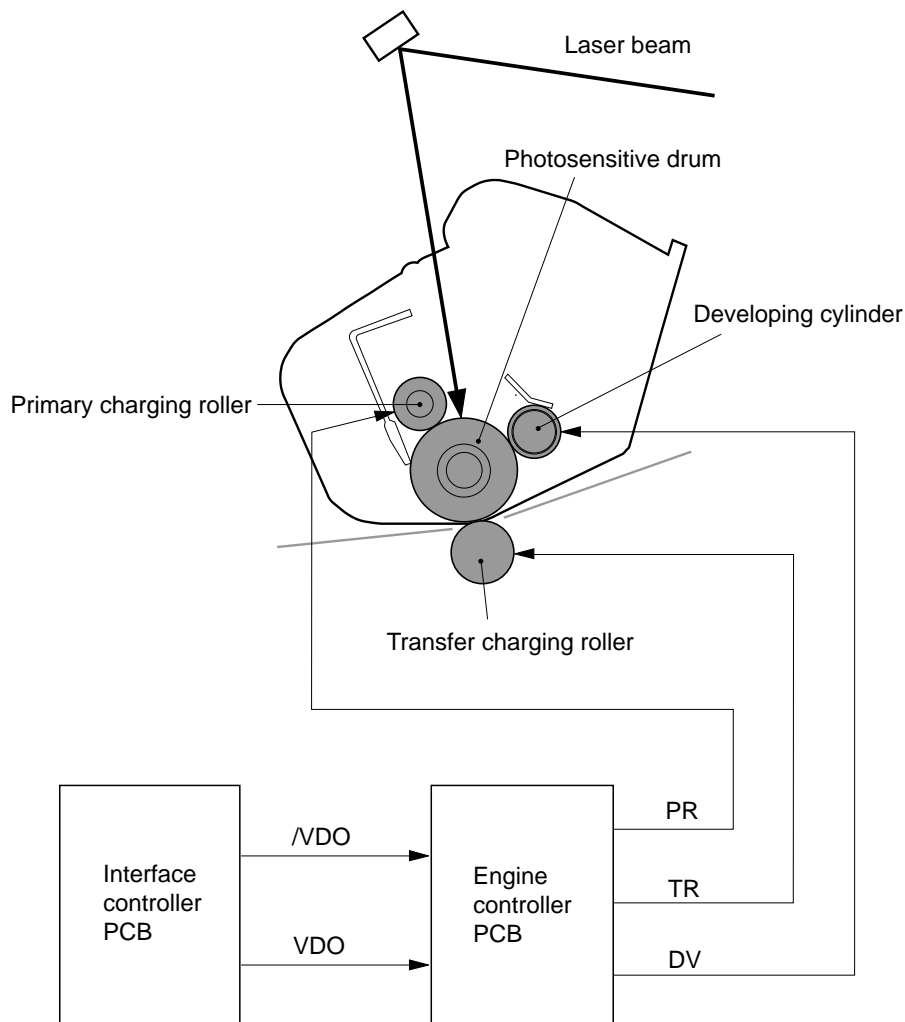 Laser beam
Photosensitive drum
Developing cylinder
Primary charging roller
Transfer charging roller
PR
/VDO
Interface
controller
PCB
Engine
controller
PCB
TR
VDO
DV